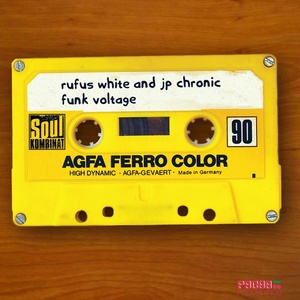 rufus white and jp chronic
funk voltage
Soul
KOMBINAT
90
AGFA FERRO COLOR
HIGH DYNAMIC · AGFA-GEVAERT · Made in Germany